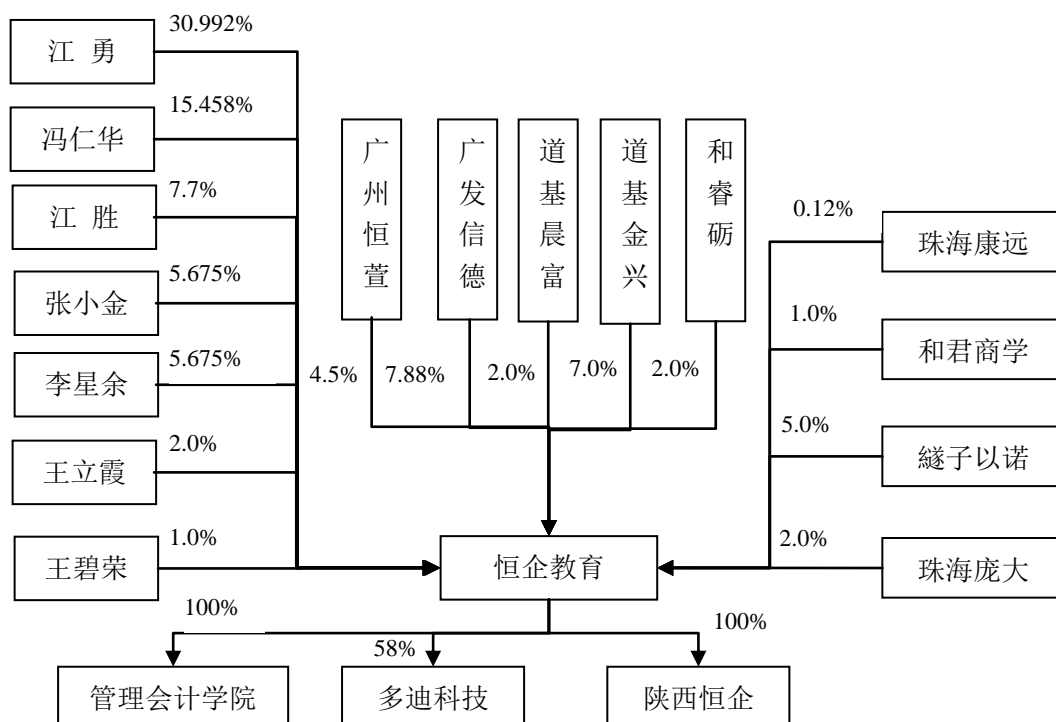 30.992%
江 勇
15.458%
冯仁华
7.7%
江 胜
5.675%
张小金
5.675%
李星余
2.0%
王立霞
1.0%
王碧荣
广州恒萱
广发信德
道基晨富
道基金兴
和睿砺
4.5%
7.88%
2.0%
7.0%
2.0%
0.12%
珠海康远
1.0%
和君商学
5.0%
繸子以诺
2.0%
珠海庞大
恒企教育
100%
58%
100%
管理会计学院
多迪科技
陕西恒企